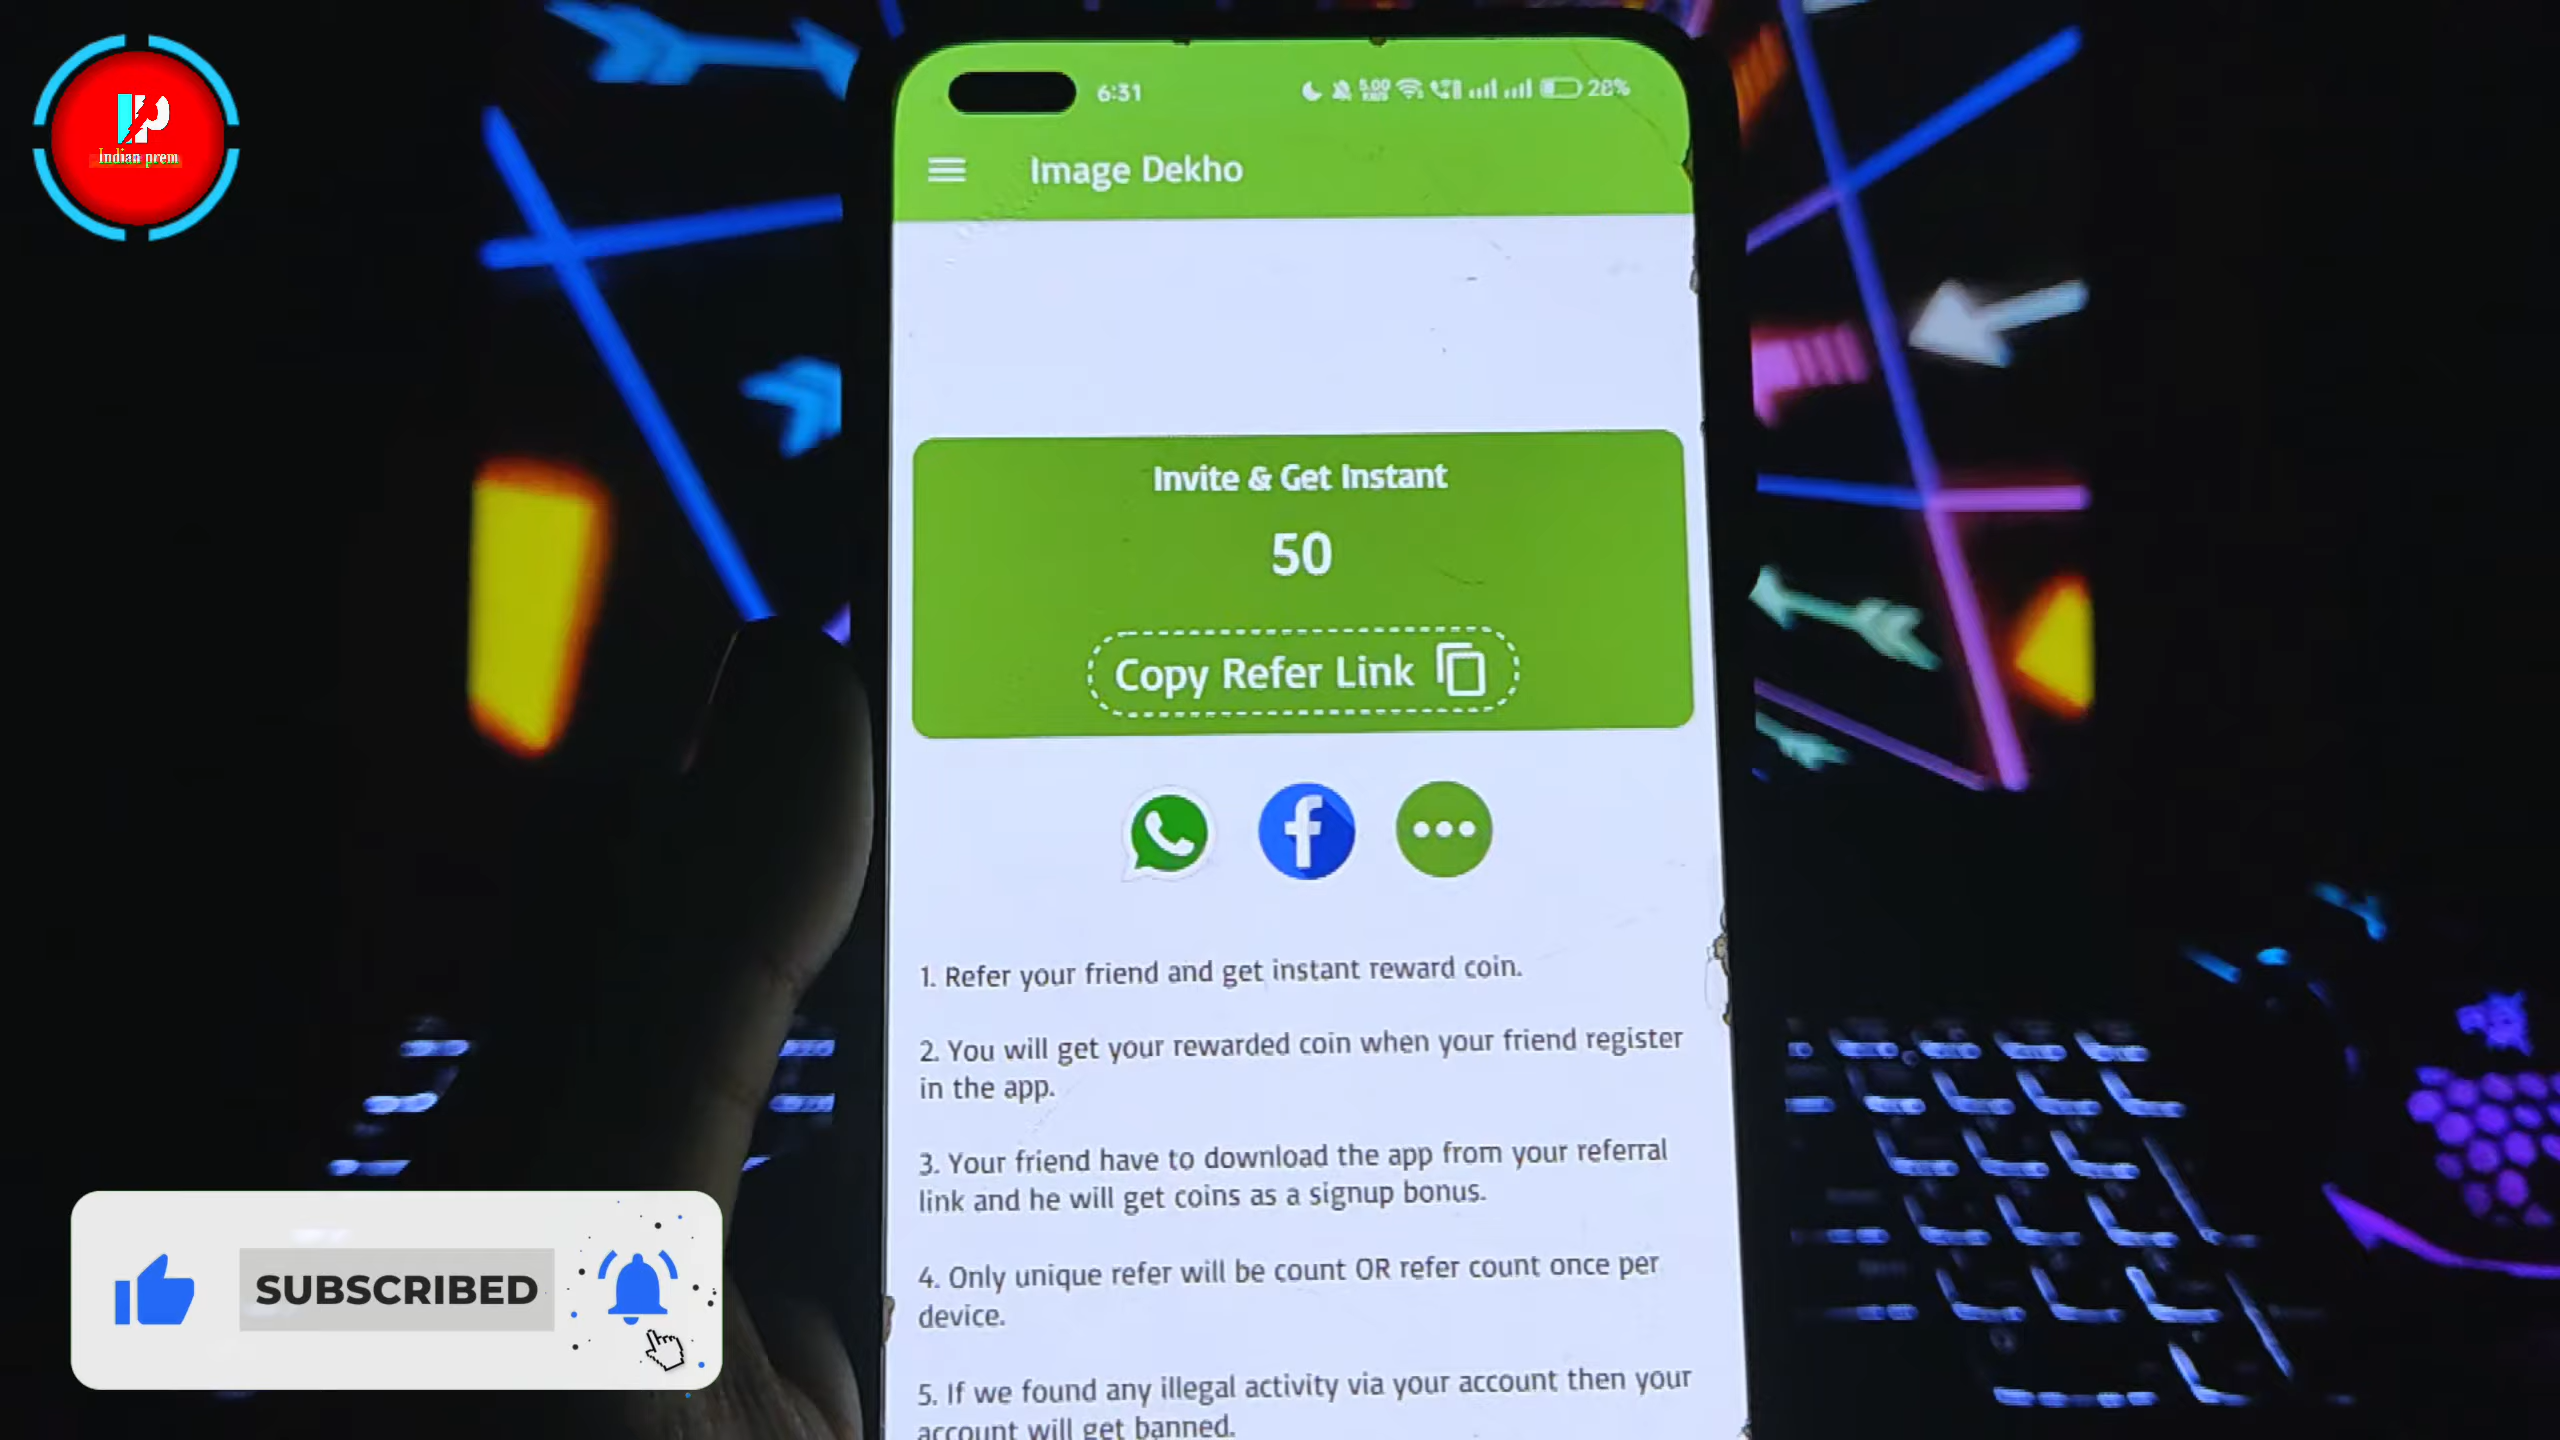 Indian prem
6:31
5.00
28%
Image Dekho
Invite & Get Instant
50
Copy Refer Link
1. Refer your friend and get instant reward coin.
2. You will get your rewarded coin when your friend register
in the app.
3. Your friend have to download the app from your referral
link and he will get coins as a signup bonus.
4. Only unique refer will be count OR refer count once per
device.
5. If we found any illegal activity via your account then your
account will get banned.
SUBSCRIBED